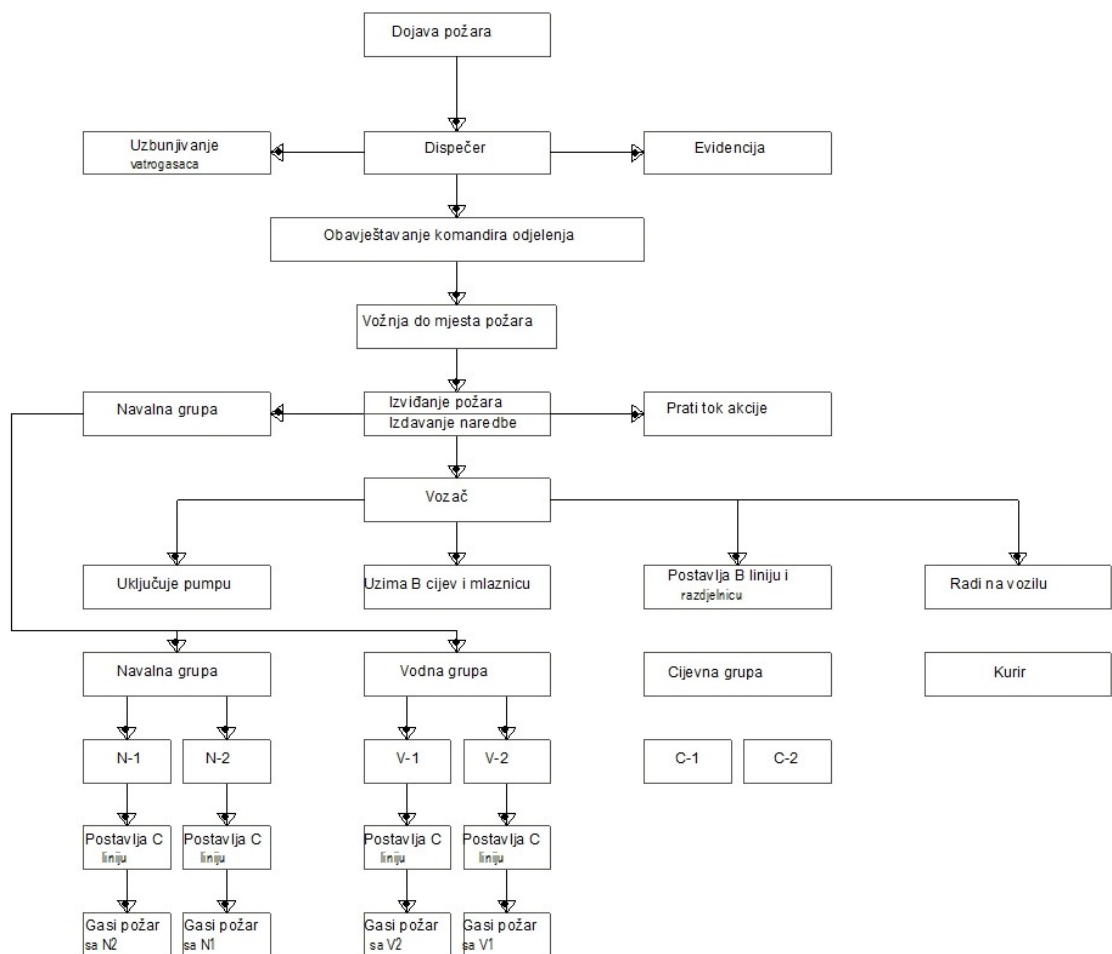 Dojava požara
Uzbunjivanje
vatrogasaca
Dispečer
Evidencija
Obavještavanje komandira odjelenja
Vožnja do mjesta požara
Navalna grupa
Izviđanje požara
Izdavanje naredbe
Prati tok akcije
Vozač
Uključuje pumpu
Uzima B cijev i mlaznicu
Postavlja B liniju i
razdjelnicu
Radi na vozilu
Navalna grupa
Vodna grupa
Cijevna grupa
Kurir
N-1
N-2
V-1
V-2
C-1
C-2
Postavlja C
liniju
Postavlja C
liniju
Postavlja C
liniju
Postavlja C
liniju
Gasi požar
sa N2
Gasi požar
sa N1
Gasi požar
sa V2
Gasi požar
sa V1